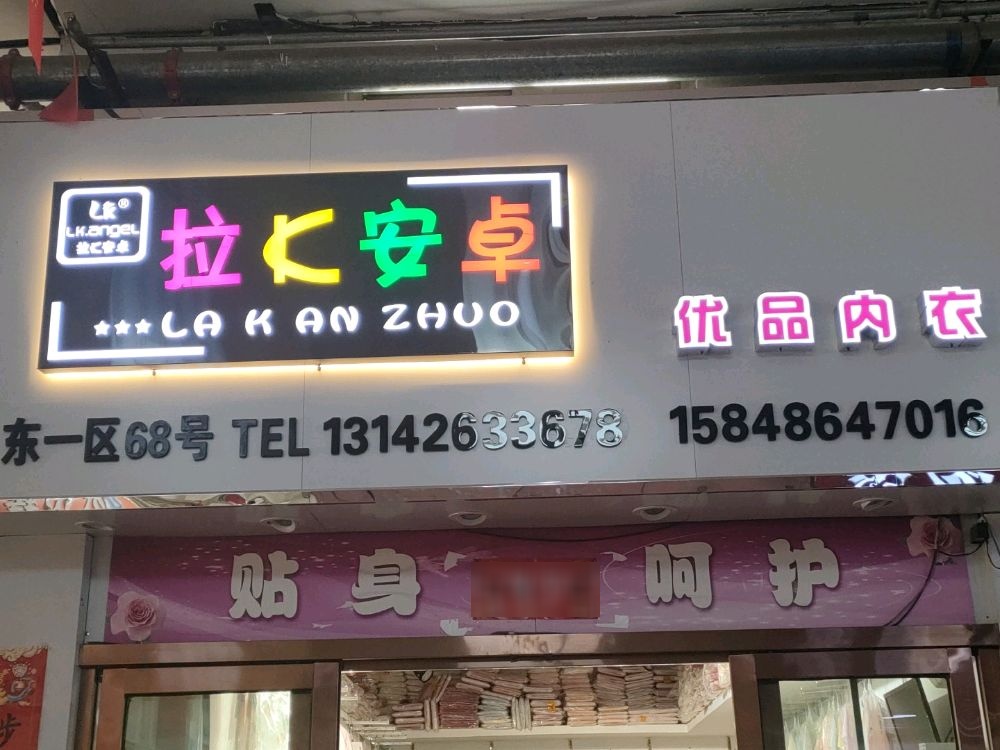 LK®
LK.angel
拉K安卓
拉K安卓
LA K AN ZHUO
优品内衣
东一区68号 TEL 13142633678 15848647016
贴身 呵护
步